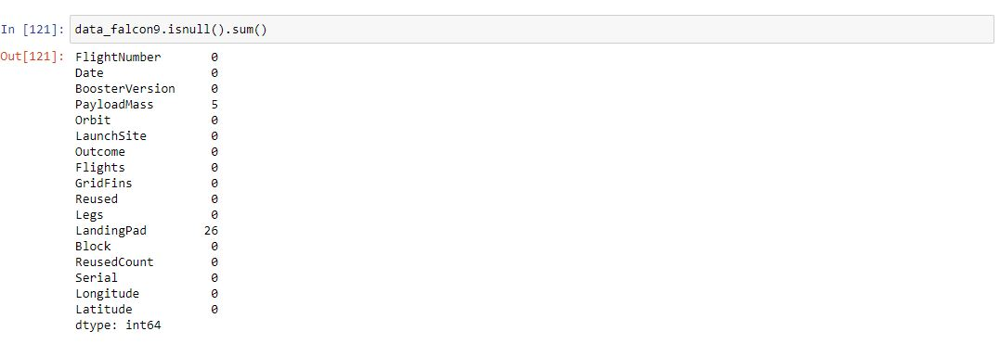 In [121]: data_falcon9.isnull().sum()
Out[121]: FlightNumber 0
Date 0
BoosterVersion 0
PayloadMass 5
Orbit 0
LaunchSite 0
Outcome 0
Flights 0
GridFins 0
Reused 0
Legs 0
LandingPad 26
Block 0
ReusedCount 0
Serial 0
Longitude 0
Latitude 0
dtype: int64